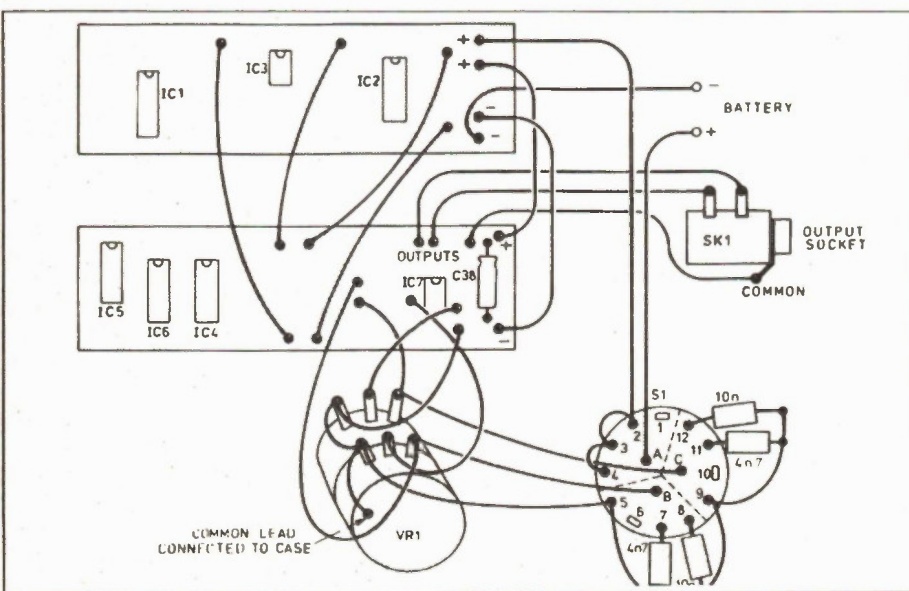 IC1
IC3
IC2
+
+
-
-
-
BATTERY
+
OUTPUTS
+
IC7
C38
-
IC5
IC6
IC4
SK1
OUTPUT
SOCKET
COMMON
S1
10n
1
2
12
3
11
4n7
A
C
4
10
B
5
9
6
7
8
4n7
VR1
COMMON LEAD
CONNECTED TO CASE